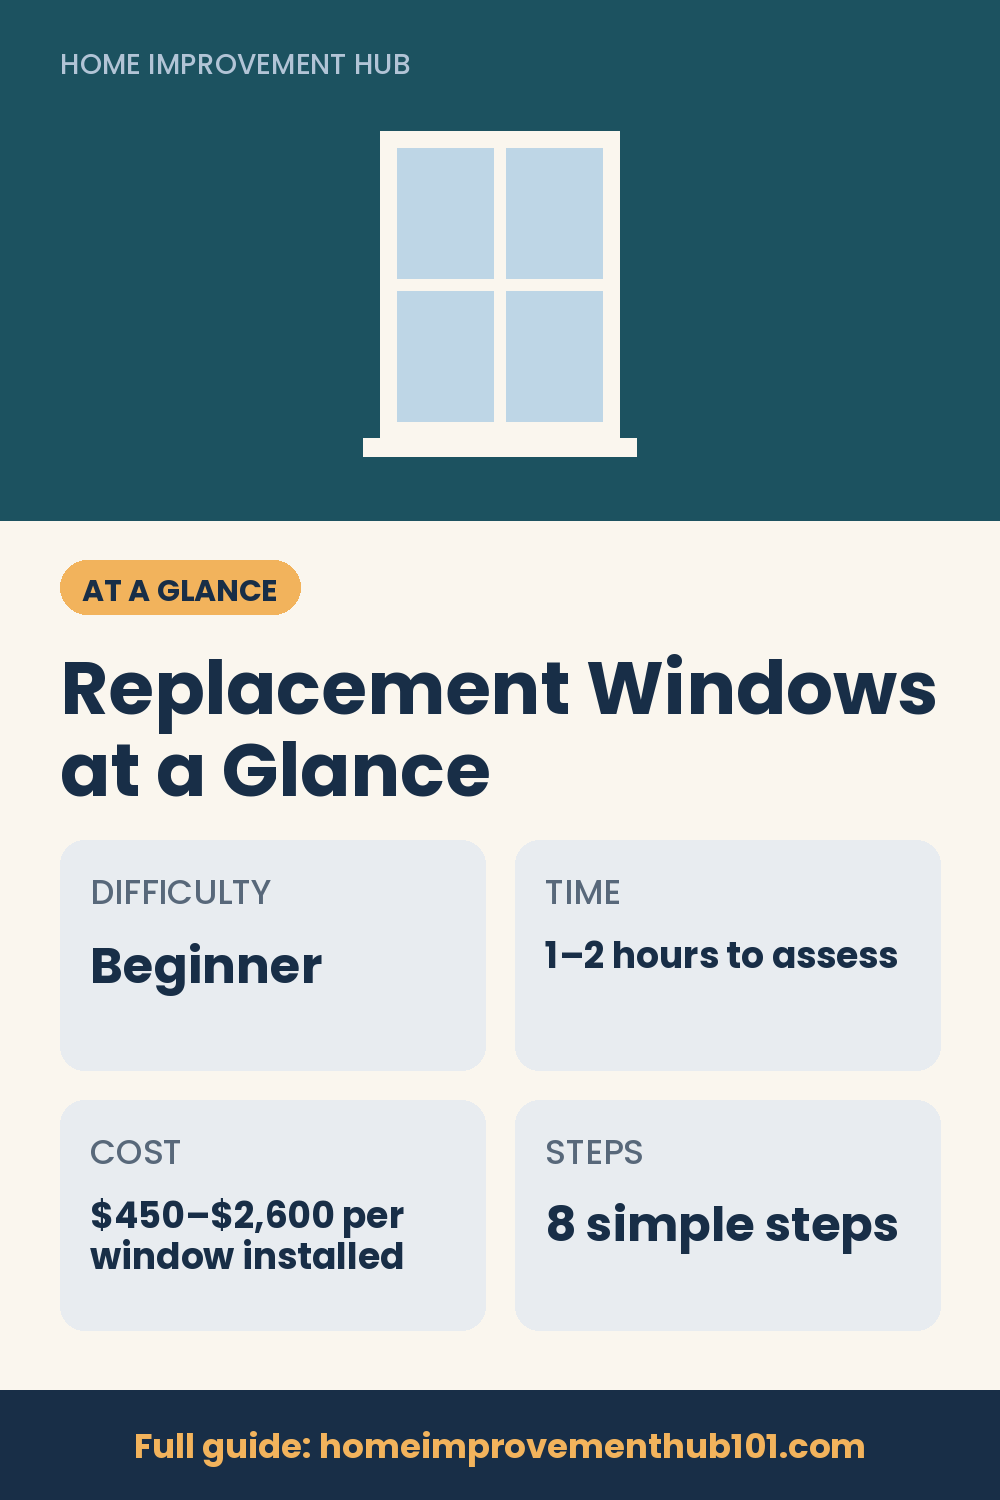 HOME IMPROVEMENT HUB
AT A GLANCE
Replacement Windows
at a Glance
DIFFICULTY
Beginner
TIME
1–2 hours to assess
COST
$450–$2,600 per
window installed
STEPS
8 simple steps
Full guide: homeimprovementhub101.com